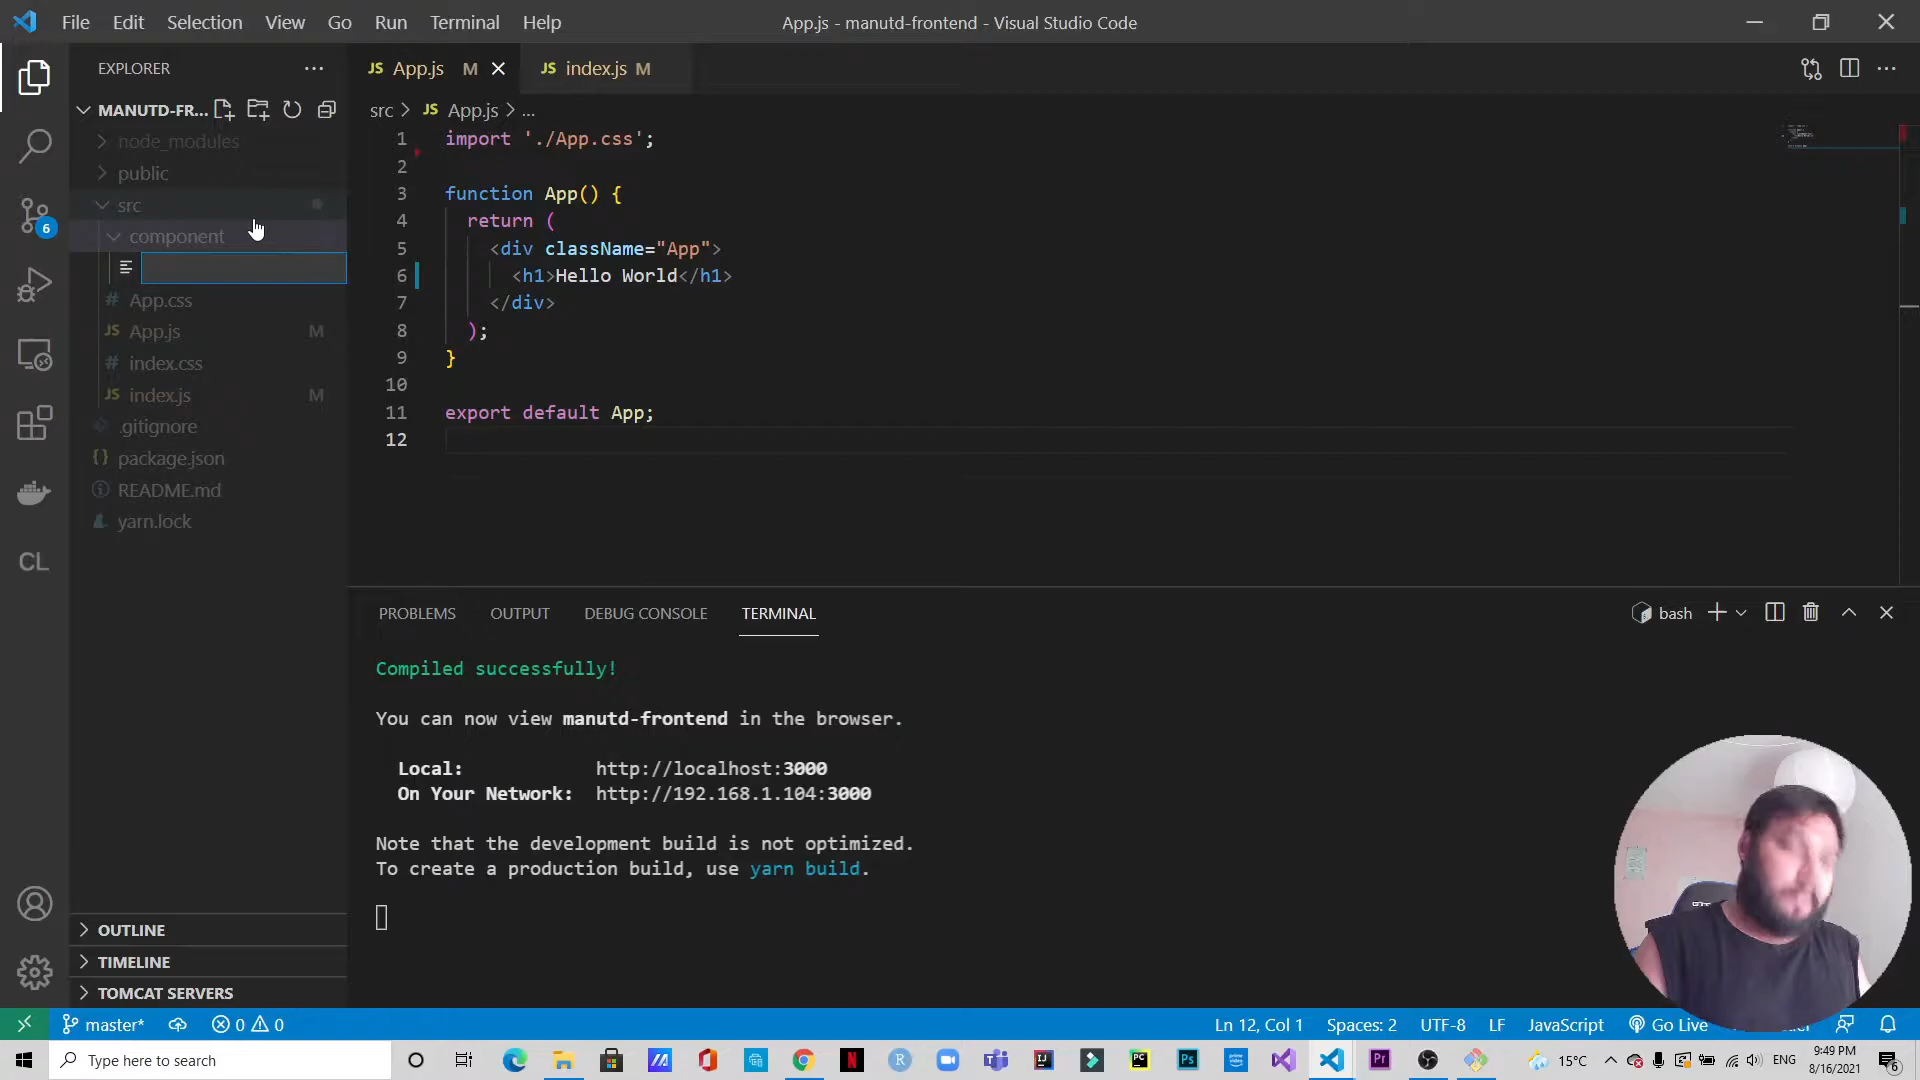 File Edit Selection View Go Run Terminal Help
App.js - manutd-frontend - Visual Studio Code
EXPLORER
JS App.js M
JS index.js M
MANUTD-FR...
src > JS App.js > ...
node_modules
public
src
component
# App.css
JS App.js M
# index.css
JS index.js M
.gitignore
{} package.json
README.md
yarn.lock
6
CL
1 import './App.css';
2
3 function App() {
4 return (
5 <div className="App">
6 <h1>Hello World</h1>
7 </div>
8 );
9 }
10
11 export default App;
12
PROBLEMS OUTPUT DEBUG CONSOLE TERMINAL
bash
Compiled successfully!
You can now view manutd-frontend in the browser.
Local: http://localhost:3000
On Your Network: http://192.168.1.104:3000
Note that the development build is not optimized.
To create a production build, use yarn build.
OUTLINE
TIMELINE
TOMCAT SERVERS
master* 0 0
Ln 12, Col 1 Spaces: 2 UTF-8 LF JavaScript Go Live
Type here to search
15°C ENG
9:49 PM
8/16/2021
6